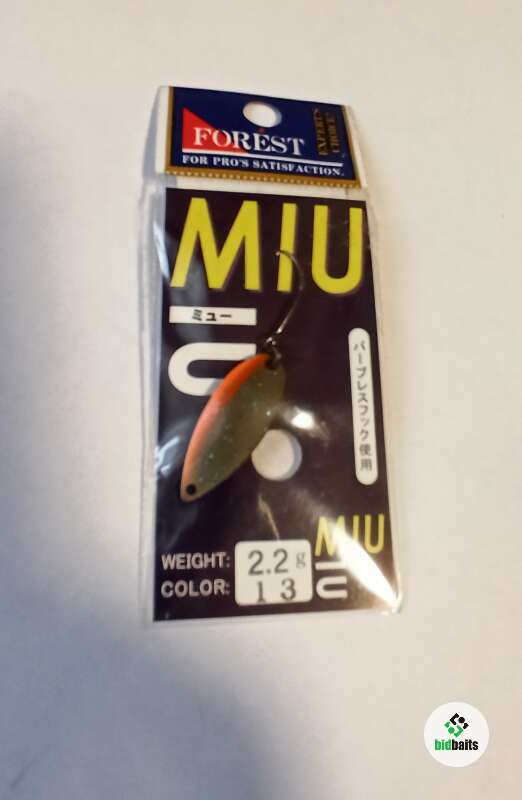 FOREST
FOR PRO'S SATISFACTION.
EXPERT'S
CHOICE!
MIU
ミュー
バーブレスフック使用
MIU
WEIGHT: 2.2g
COLOR: 13
bidbaits